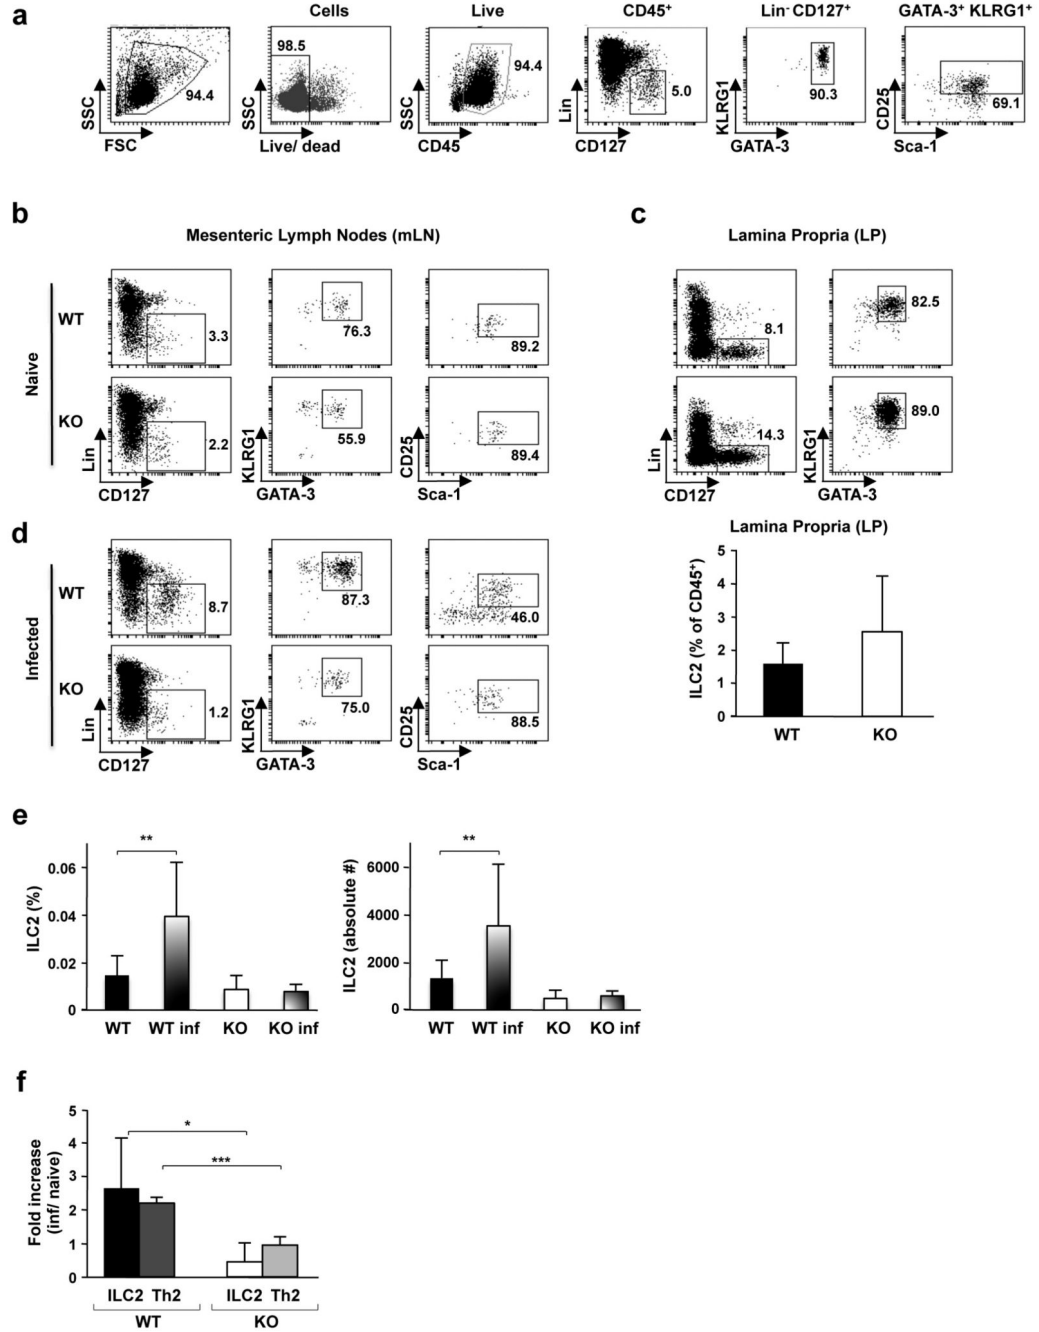 a
Cells
Live
CD45+
Lin- CD127+
GATA-3+ KLRG1+
SSC
94.4
FSC
SSC
98.5
Live/ dead
SSC
94.4
CD45
Lin
5.0
CD127
KLRG1
90.3
GATA-3
CD25
69.1
Sca-1
b
Mesenteric Lymph Nodes (mLN)
c
Lamina Propria (LP)
Naive
WT
3.3
76.3
89.2
8.1
82.5
KO
Lin
2.2
CD127
KLRG1
55.9
GATA-3
CD25
89.4
Sca-1
Lin
14.3
CD127
KLRG1
89.0
GATA-3
d
Infected
WT
8.7
87.3
46.0
KO
Lin
1.2
CD127
KLRG1
75.0
GATA-3
CD25
88.5
Sca-1
Lamina Propria (LP)
ILC2 (% of CD45+)
5
4
3
2
1
0
WT KO
e
**
ILC2 (%)
0.06
0.04
0.02
0
WT WT inf KO KO inf
**
ILC2 (absolute #)
6000
4000
2000
0
WT WT inf KO KO inf
f
Fold increase
(inf/ naive)
5
4
3
2
1
0
*
***
ILC2 Th2 ILC2 Th2
WT KO